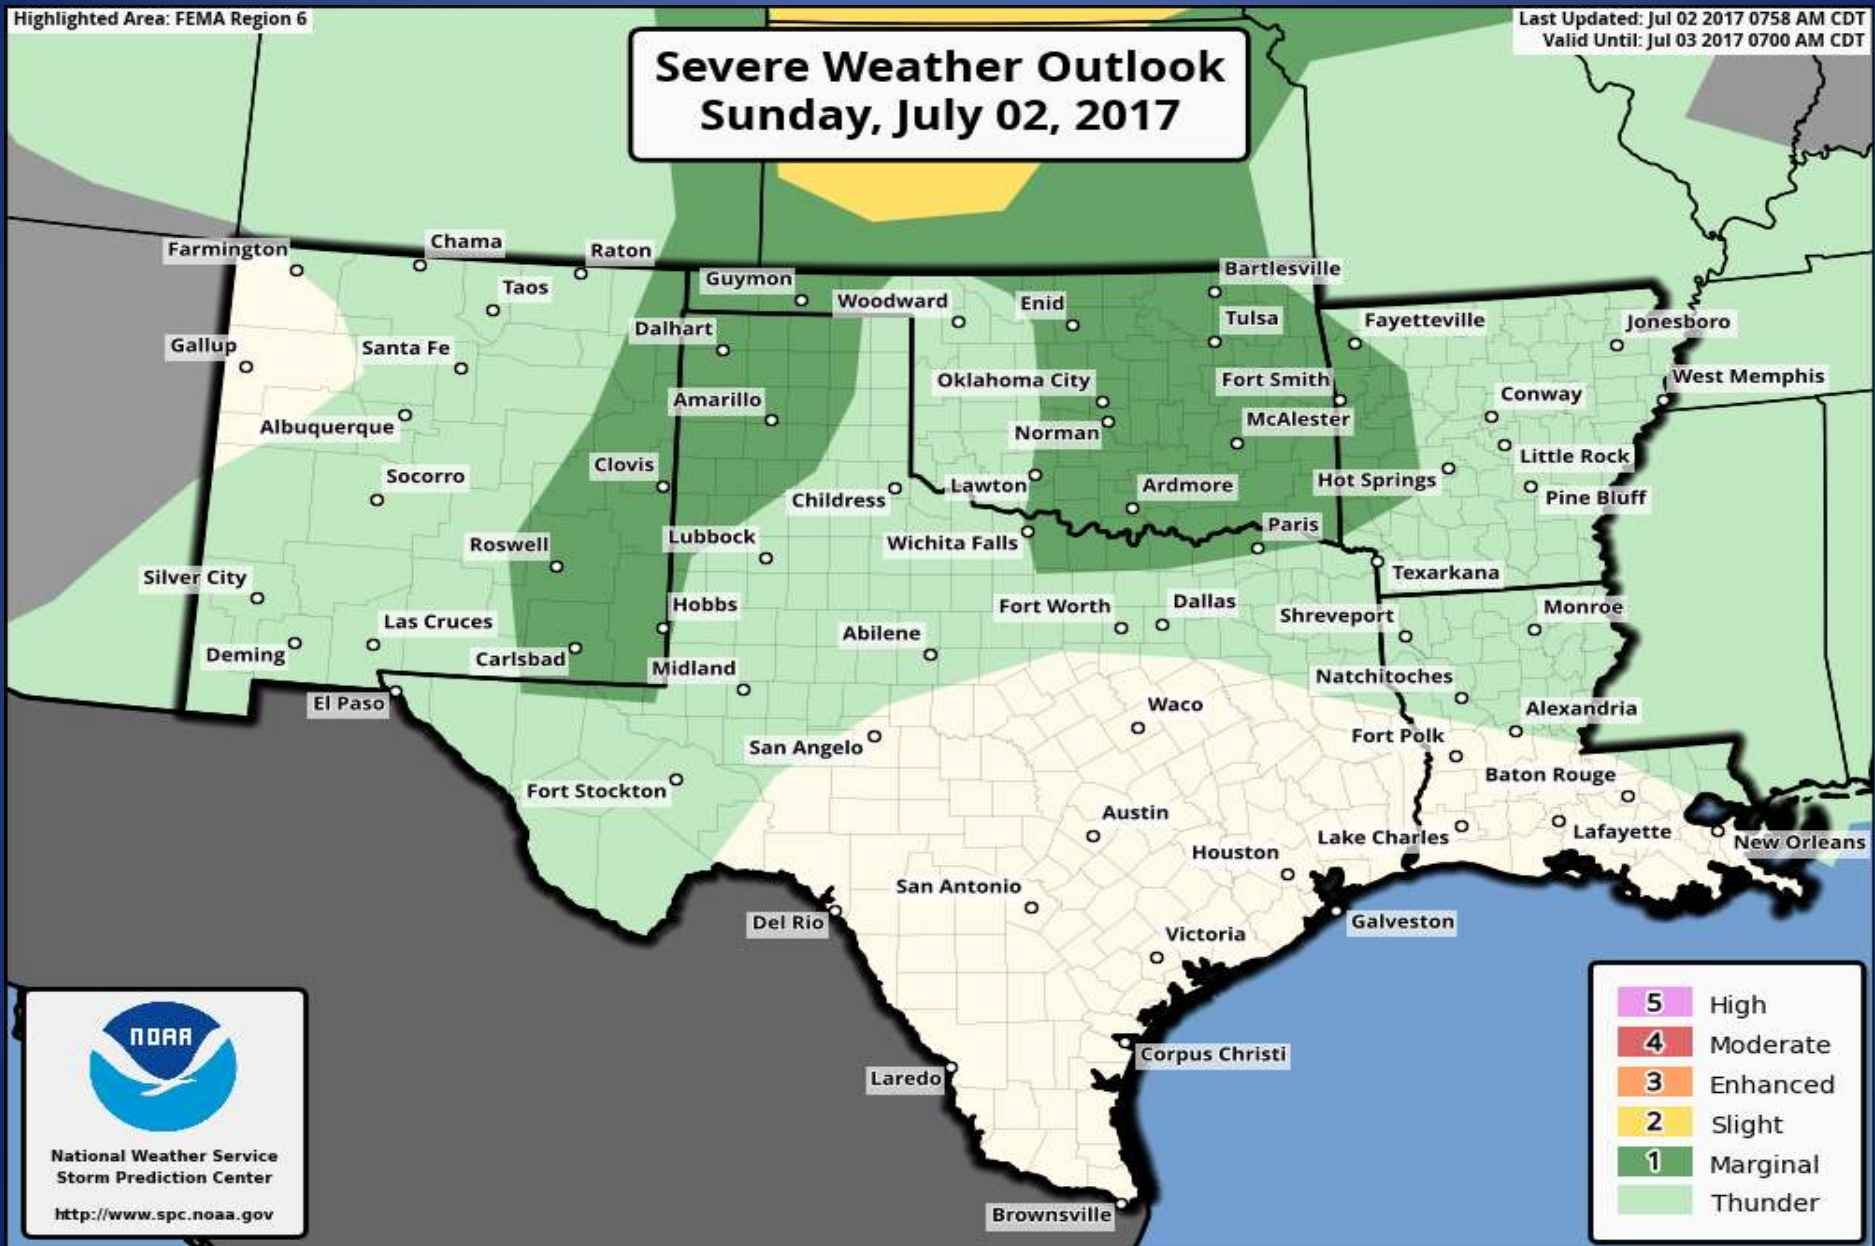 Highlighted Area: FEMA Region 6
Last Updated: Jul 02 2017 0758 AM CDT
Valid Until: Jul 03 2017 0700 AM CDT
Severe Weather Outlook
Sunday, July 02, 2017
Farmington
Chama
Raton
Taos
Guymon
Woodward
Enid
Bartlesville
Tulsa
Fayetteville
Jonesboro
Gallup
Santa Fe
Dalhart
Oklahoma City
Fort Smith
West Memphis
Conway
Albuquerque
Amarillo
Norman
McAlester
Little Rock
Socorro
Clovis
Childress
Lawton
Ardmore
Hot Springs
Pine Bluff
Roswell
Lubbock
Wichita Falls
Paris
Texarkana
Silver City
Hobbs
Fort Worth
Dallas
Shreveport
Monroe
Las Cruces
Abilene
Deming
Carlsbad
Midland
Natchitoches
El Paso
Waco
Alexandria
San Angelo
Fort Polk
Fort Stockton
Baton Rouge
Austin
Lake Charles
Lafayette
New Orleans
Houston
San Antonio
Del Rio
Galveston
Victoria
Corpus Christi
Laredo
Brownsville
NOAA
National Weather Service
Storm Prediction Center
http://www.spc.noaa.gov
5 High
4 Moderate
3 Enhanced
2 Slight
1 Marginal
Thunder